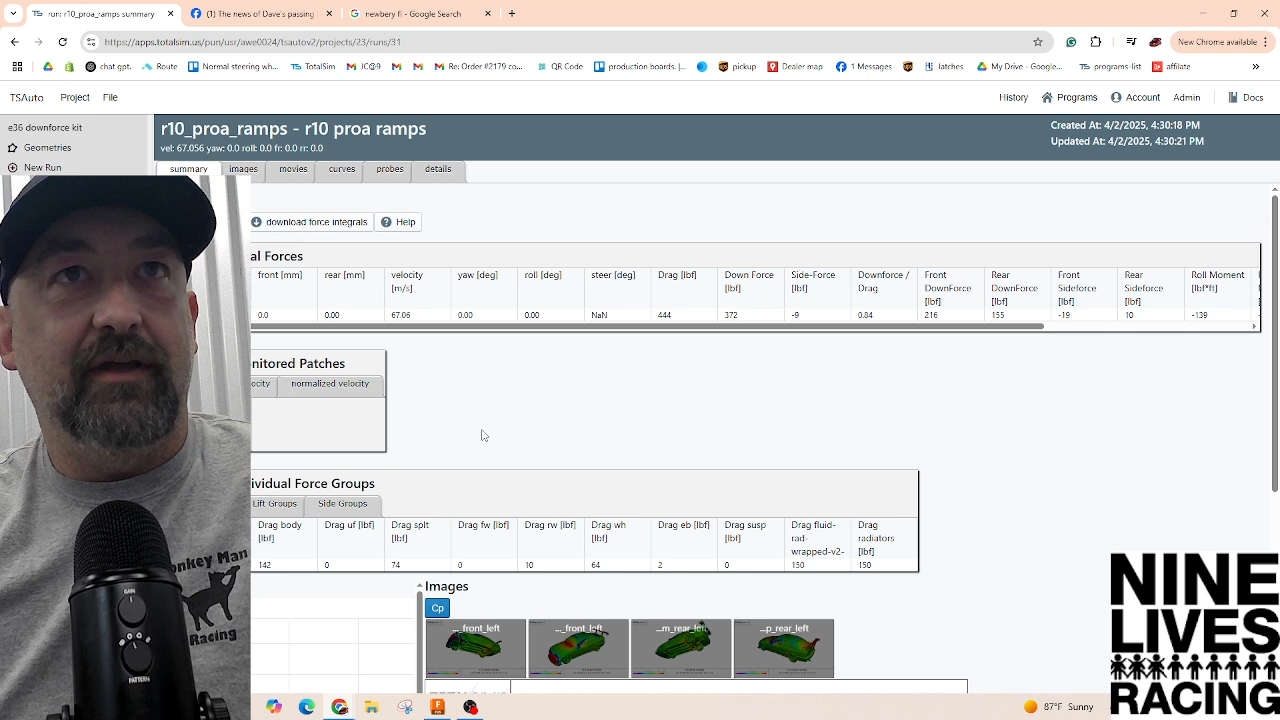 run: r10_proa_ramps summary
(1) The news of Dave's passing
newbery fl - Google Search
https://apps.totalsim.us/pun/usr/awe0024/tsautov2/projects/23/runs/31
New Chrome available
chat gpt.
Route
Normal steering wh...
TotalSim
JC@9
Re: Order #2179 co...
QR Code
production boards. |...
pickup
Dealer map
1 Messages
latches
My Drive - Google...
programs-list
affilate
TSAuto
Project
File
History
Programs
Account
Admin
Docs
e36 downforce kit
Geometries
New Run
r10_proa_ramps - r10 proa ramps
vel: 67.056 yaw: 0.0 roll: 0.0 fr: 0.0 rr: 0.0
Created At: 4/2/2025, 4:30:18 PM
Updated At: 4/2/2025, 4:30:21 PM
summary
images
movies
curves
probes
details
download force integrals
Help
al Forces
front [mm]
rear [mm]
velocity [m/s]
yaw [deg]
roll [deg]
steer [deg]
Drag [lbf]
Down Force [lbf]
Side-Force [lbf]
Downforce / Drag
Front DownForce [lbf]
Rear DownForce [lbf]
Front Sideforce [lbf]
Rear Sideforce [lbf]
Roll Moment [lbf*ft]
0.0
0.00
67.06
0.00
0.00
NaN
444
372
-9
0.84
216
155
-19
10
-139
nitored Patches
ocity
normalized velocity
ividual Force Groups
Lift Groups
Side Groups
Drag body [lbf]
Drag uf [lbf]
Drag splt [lbf]
Drag fw [lbf]
Drag rw [lbf]
Drag wh [lbf]
Drag eb [lbf]
Drag susp [lbf]
Drag fluid-rad-wrapped-v2-
Drag radiators [lbf]
142
0
74
0
10
64
2
0
150
150
Images
Cp
..._front_left
..._front_left
...m_rear_left
...p_rear_left
onkey Man
Racing
GAIN
PATTERN
NINE
LIVES
RACING
87°F Sunny